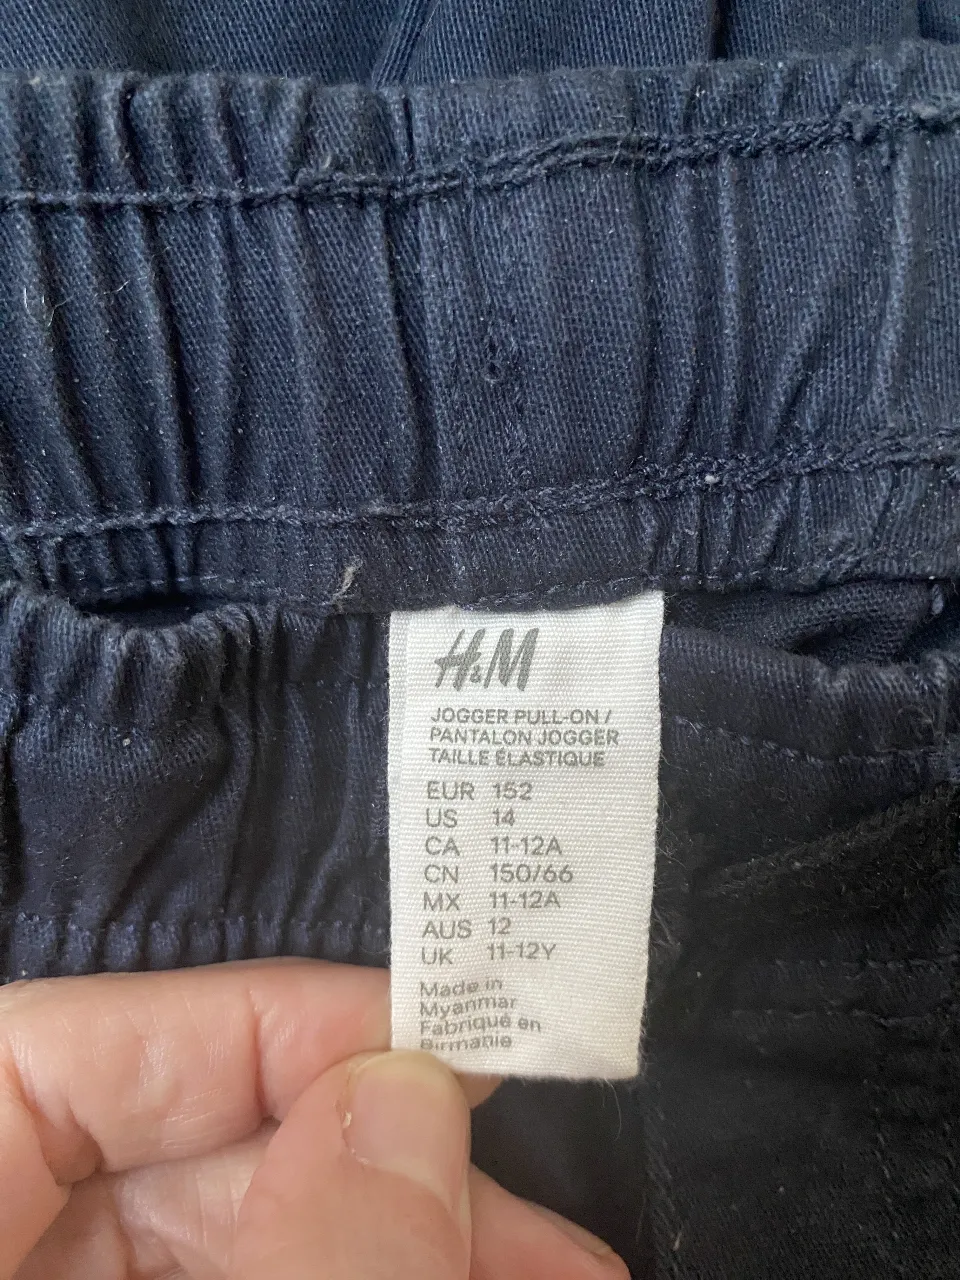 H&M
JOGGER PULL-ON /
PANTALON JOGGER
TAILLE ÉLASTIQUE
EUR 152
US 14
CA 11-12A
CN 150/66
MX 11-12A
AUS 12
UK 11-12Y
Made in
Myanmar
Fabriqué en
Birmanie